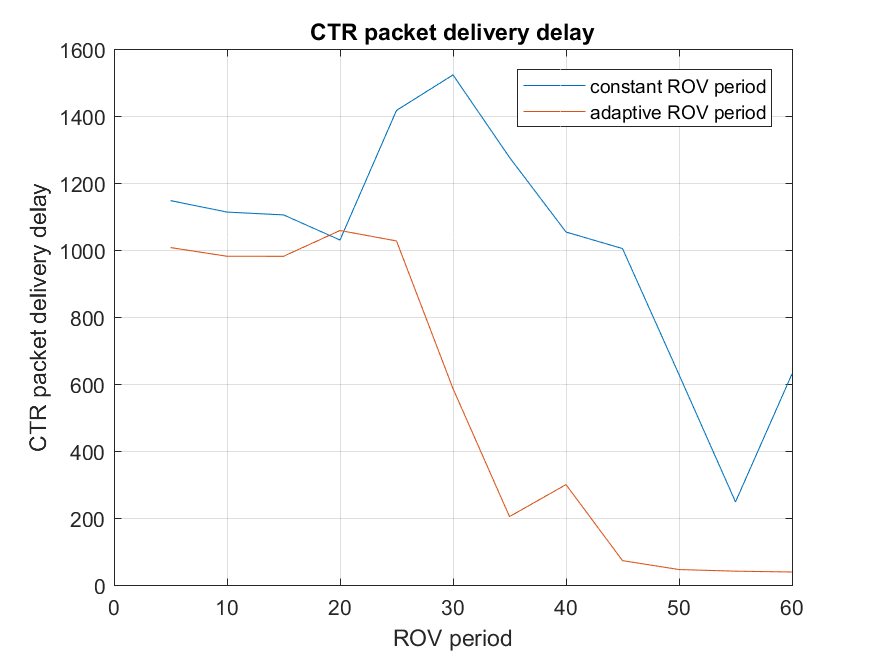 CTR packet delivery delay
constant ROV period
adaptive ROV period
1600
1400
1200
1000
800
600
400
200
0
CTR packet delivery delay
0 10 20 30 40 50 60
ROV period